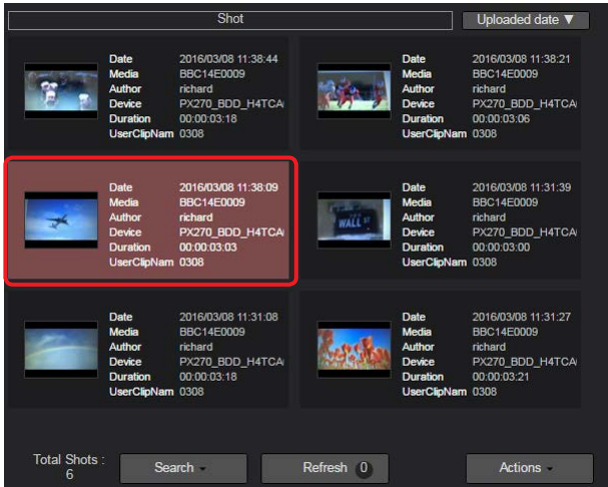 Shot Uploaded date ▼
Date 2016/03/08 11:38:44
Media BBC14E0009
Author richard
Device PX270_BDD_H4TCA
Duration 00:00:03:18
UserClipNam 0308
Date 2016/03/08 11:38:21
Media BBC14E0009
Author richard
Device PX270_BDD_H4TCA
Duration 00:00:03:06
UserClipNam 0308
Date 2016/03/08 11:38:09
Media BBC14E0009
Author richard
Device PX270_BDD_H4TCA
Duration 00:00:03:03
UserClipNam 0308
WALL ST
Date 2016/03/08 11:31:39
Media BBC14E0009
Author richard
Device PX270_BDD_H4TCA
Duration 00:00:03:00
UserClipNam 0308
Date 2016/03/08 11:31:08
Media BBC14E0009
Author richard
Device PX270_BDD_H4TCA
Duration 00:00:03:18
UserClipNam 0308
Date 2016/03/08 11:31:27
Media BBC14E0009
Author richard
Device PX270_BDD_H4TCA
Duration 00:00:03:21
UserClipNam 0308
Total Shots :
6
Search
Refresh 0
Actions